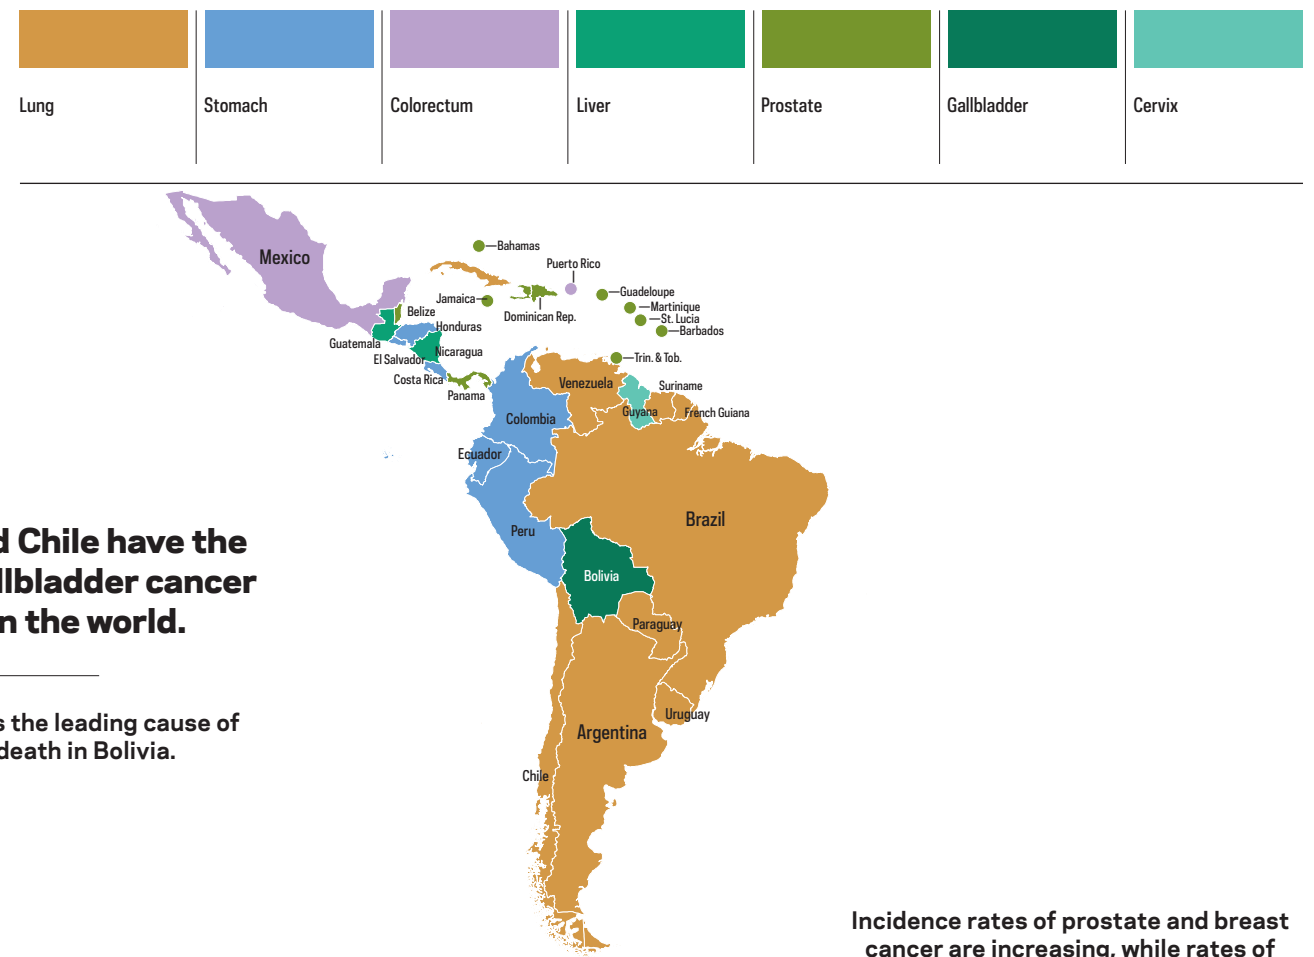 Lung
Stomach
Colorectum
Liver
Prostate
Gallbladder
Cervix
Mexico
Bahamas
Puerto Rico
Jamaica
Guadeloupe
Martinique
St. Lucia
Barbados
Dominican Rep.
Belize
Honduras
Guatemala
El Salvador
Nicaragua
Costa Rica
Panama
Trin. & Tob.
Venezuela
Suriname
Guyana
French Guiana
Colombia
Ecuador
Brazil
Peru
Bolivia
Paraguay
Uruguay
Argentina
Chile
d Chile have the
llbladder cancer
n the world.
s the leading cause of
death in Bolivia.
Incidence rates of prostate and breast
cancer are increasing, while rates of